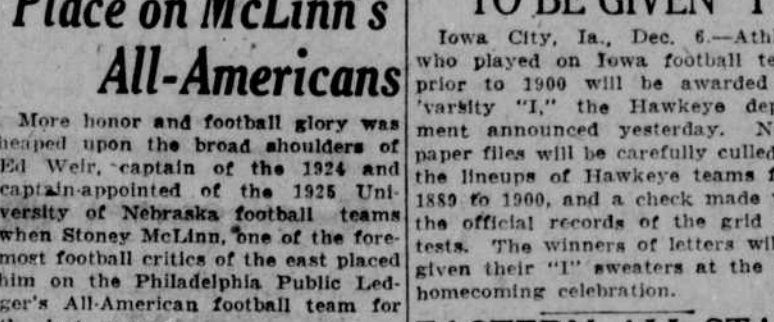 Place on McLinn's
All-Americans
More honor and football glory was
heaped upon the broad shoulders of
Ed Weir, captain of the 1924 and
captain-appointed of the 1925 Uni-
versity of Nebraska football teams
when Stoney McLinn, one of the fore-
most football critics of the east placed
him on the Philadelphia Public Led-
ger's All-American football team for
TO BE GIVEN
Iowa City, Ia., Dec. 6.—Ath
who played on Iowa football te
prior to 1900 will be awarded
'varsity "I," the Hawkeye dep
ment announced yesterday. N
paper files will be carefully culled
the lineups of Hawkeye teams f
1889 to 1900, and a check made
the official records of the grid
tests. The winners of letters wil
given their "I" sweaters at the
homecoming celebration.